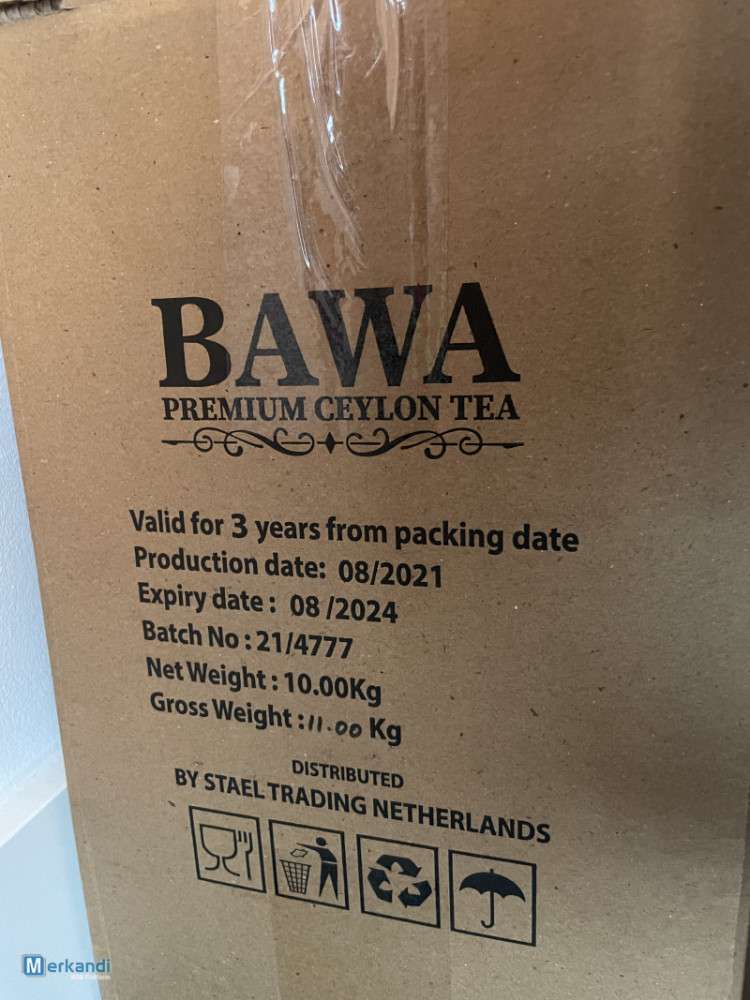 BAWA
PREMIUM CEYLON TEA
Valid for 3 years from packing date
Production date: 08/2021
Expiry date : 08 /2024
Batch No : 21/4777
Net Weight : 10.00Kg
Gross Weight : 11.00 Kg
DISTRIBUTED
BY STAEL TRADING NETHERLANDS
Merkandi